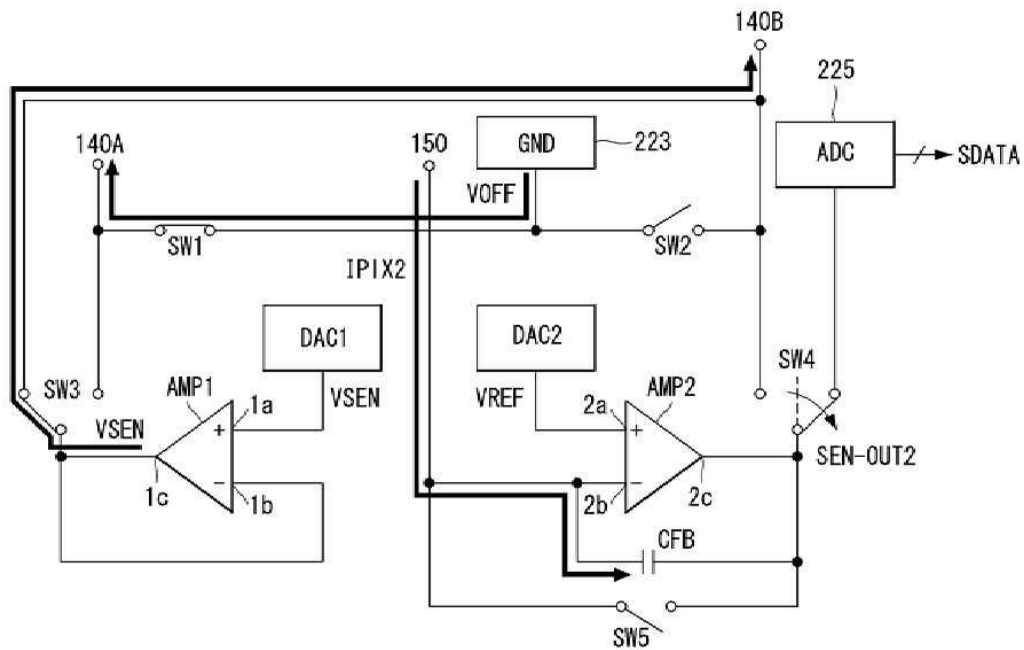 140B
225
140A
150
GND
223
ADC
SDATA
VOFF
SW1
SW2
IPIX2
DAC1
DAC2
SW3
AMP1
1a
VSEN
VREF
2a
AMP2
SW4
VSEN
+
+
SEN-OUT2
1c
−
1b
2b
−
2c
CFB
SW5